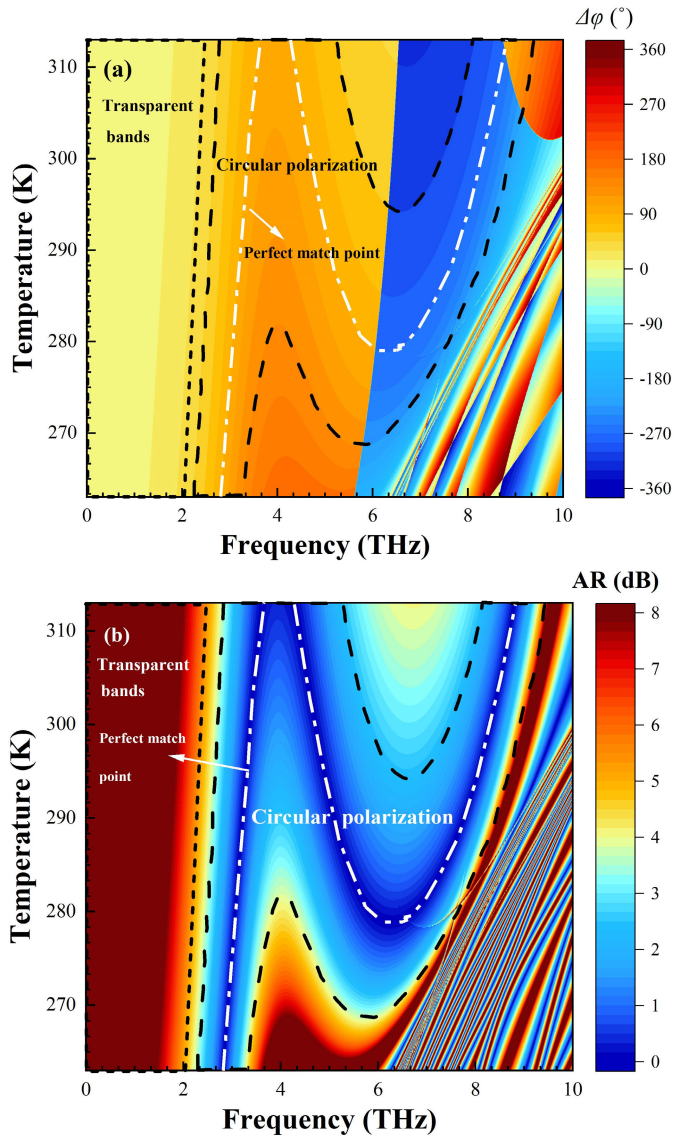 Δφ (°)
(a)
Transparent
bands
Circular polarization
Perfect match point
310
300
290
280
270
Temperature (K)
0
2
4
6
8
10
Frequency (THz)
360
270
180
90
0
-90
-180
-270
-360
AR (dB)
(b)
Transparent
bands
Perfect match
point
Circular polarization
310
300
290
280
270
Temperature (K)
0
2
4
6
8
10
Frequency (THz)
8
7
6
5
4
3
2
1
0